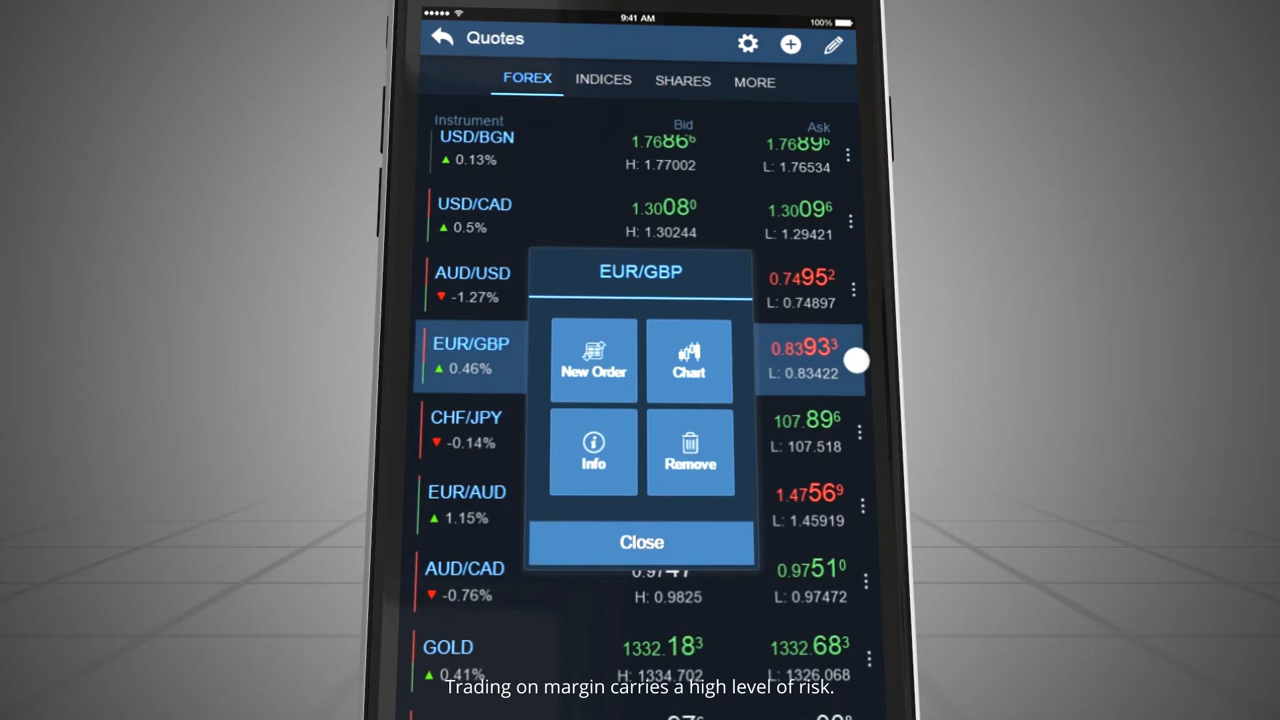 9:41 AM 100%
Quotes
FOREX INDICES SHARES MORE
Instrument Bid Ask
USD/BGN 1.7686⁶ 1.7689⁶
▲ 0.13% H: 1.77002 L: 1.76534
USD/CAD 1.3008⁰ 1.3009⁶
▲ 0.5% H: 1.30244 L: 1.29421
AUD/USD 0.7495²
▼ -1.27% L: 0.74897
EUR/GBP
EUR/GBP 0.8393³
▲ 0.46% L: 0.83422
New Order Chart
CHF/JPY 107.89⁶
▼ -0.14% L: 107.518
Info Remove
EUR/AUD 1.4756⁹
▲ 1.15% L: 1.45919
Close
AUD/CAD 0.9751⁰
▼ -0.76% H: 0.9825 L: 0.97472
GOLD 1332.18³ 1332.68³
▲ 0.41% H: 1334.702 L: 1326.068
Trading on margin carries a high level of risk.